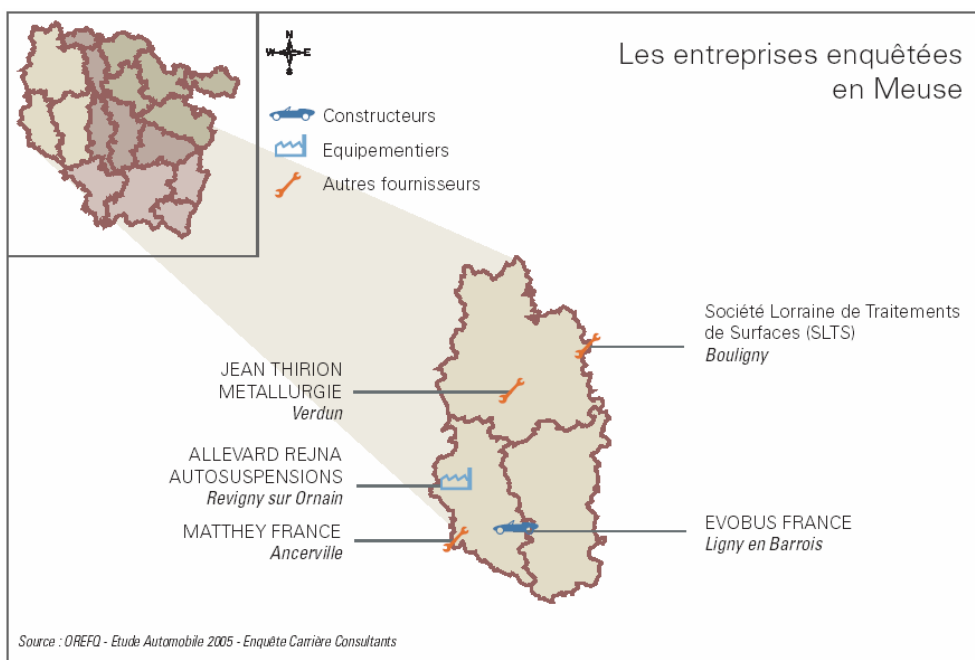 Les entreprises enquêtées
en Meuse
N
W E
S
Constructeurs
Equipementiers
Autres fournisseurs
Société Lorraine de Traitements
de Surfaces (SLTS)
Bouligny
JEAN THIRION
METALLURGIE
Verdun
ALLEVARD REJNA
AUTOSUSPENSIONS
Revigny sur Ornain
MATTHEY FRANCE
Ancerville
EVOBUS FRANCE
Ligny en Barrois
Source : OREFQ - Etude Automobile 2005 - Enquête Carrière Consultants